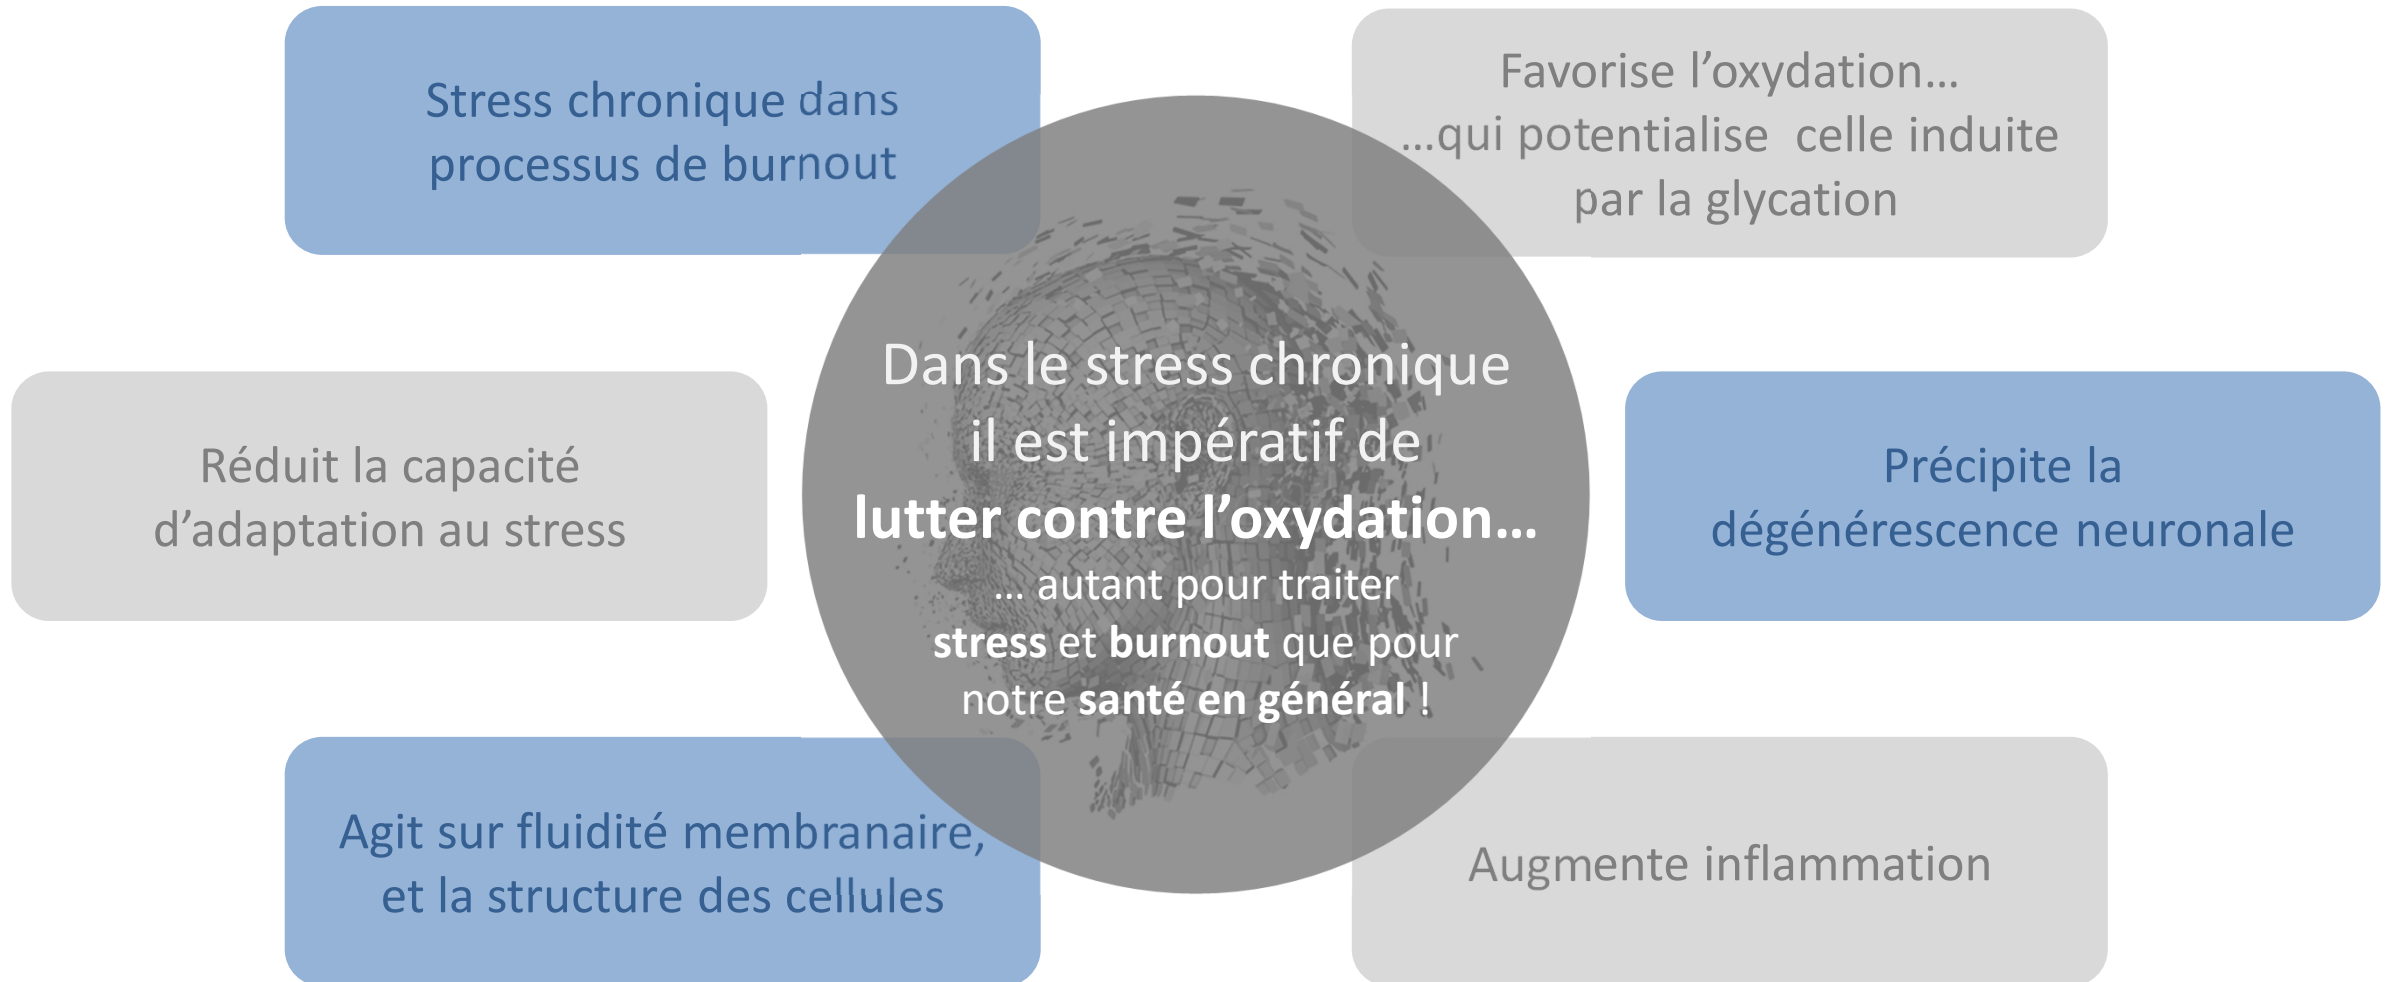 Stress chronique dans
processus de burnout
Favorise l’oxydation…
…qui potentialise  celle induite
par la glycation
Réduit la capacité
d’adaptation au stress
Dans le stress chronique
il est impératif de
lutter contre l’oxydation…
… autant pour traiter
stress et burnout que pour
notre santé en général !
Précipite la
dégénérescence neuronale
Agit sur fluidité membranaire,
et la structure des cellules
Augmente inflammation